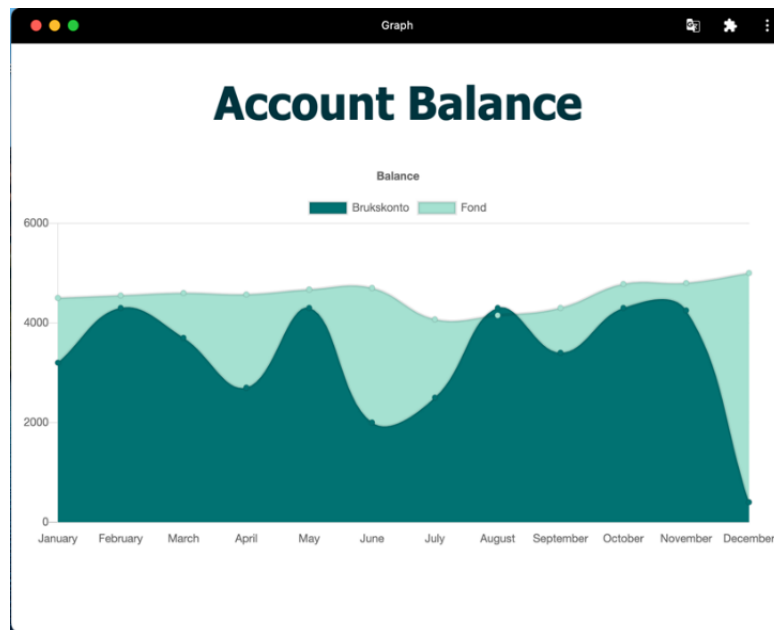 Graph
Account Balance
Balance
Brukskonto Fond
6000
4000
2000
0
January February March April May June July August September October November December